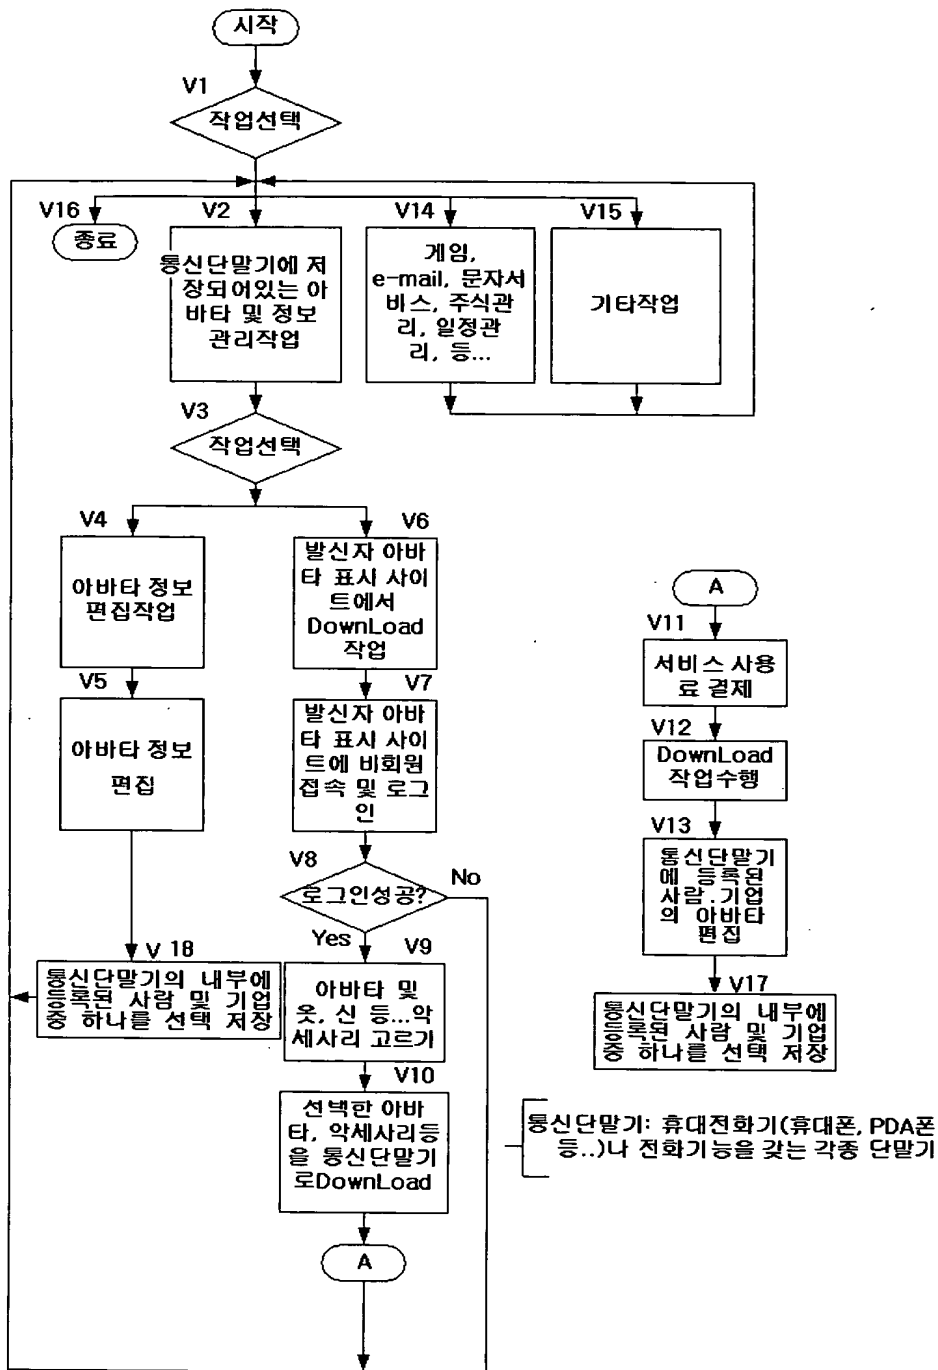 시작
V1
작업선택
V16
종료
V2
통신단말기에 저
장되어있는 아
바타 및 정보
관리작업
V14
게임,
e-mail, 문자서
비스, 주식관
리, 일정관
리, 등...
V15
기타작업
V3
작업선택
V4
아바타 정보
편집작업
V5
아바타 정보
편집
V 18
통신단말기의 내부에
등록된 사람 및 기업
중 하나를 선택 저장
V6
발신자 아바
타 표시 사이
트에서
DownLoad
작업
V7
발신자 아바
타 표시 사이
트에 비회원
접속 및 로그
인
V8
로그인성공?
No
Yes
V9
아바타 및
옷, 신 등...악
세사리 고르기
V10
선택한 아바
타, 악세사리등
을 통신단말기
로DownLoad
A
A
V11
서비스 사용
료 결제
V12
DownLoad
작업수행
V13
통신단말기
에 등록된
사람.기업
의 아바타
편집
V17
통신단말기의 내부에
등록된 사람 및 기업
중 하나를 선택 저장
통신단말기: 휴대전화기(휴대폰, PDA폰
등..)나 전화기능을 갖는 각종 단말기